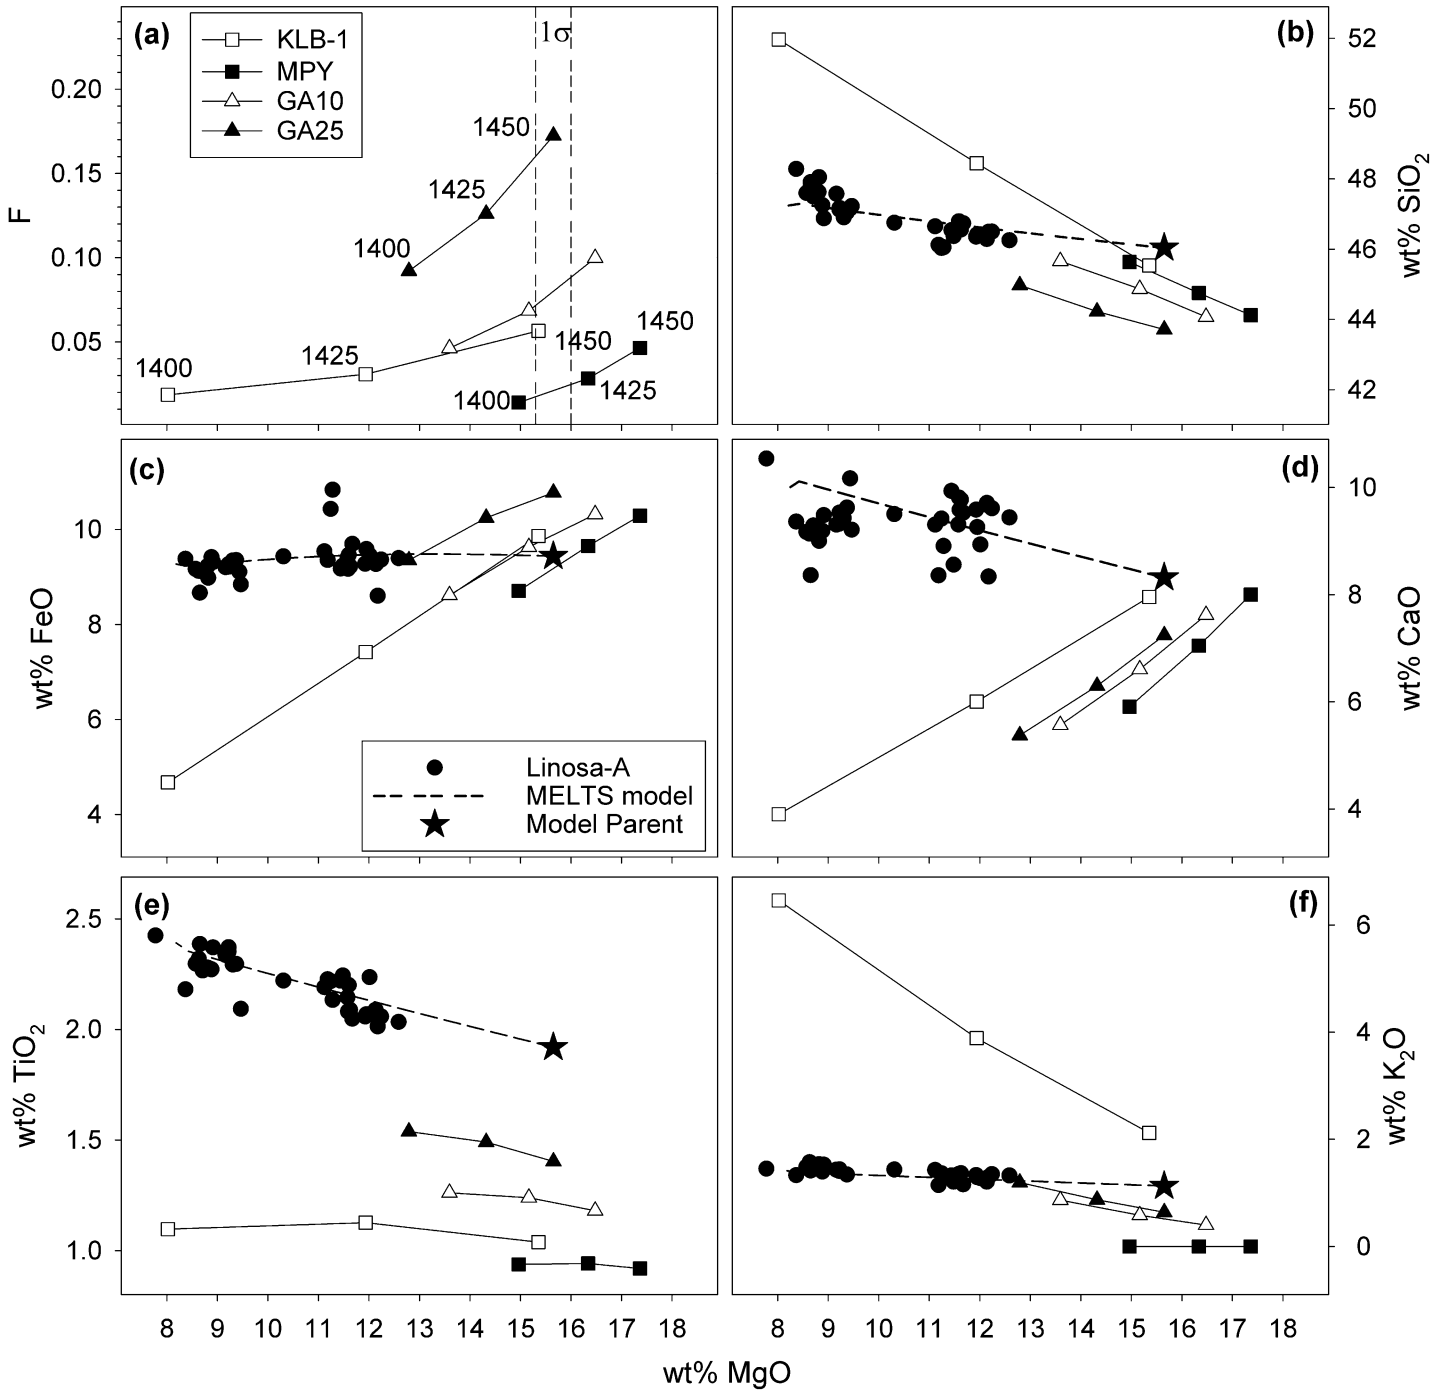 (a)
1σ
KLB-1
MPY
GA10
GA25
0.20
0.15
0.10
0.05
F
1450
1425
1400
1400
1425
1450
1450
1400
1425
(b)
52
50
48
46
44
42
wt% SiO2
(c)
10
8
6
4
wt% FeO
Linosa-A
MELTS model
Model Parent
(d)
10
8
6
4
wt% CaO
(e)
2.5
2.0
1.5
1.0
wt% TiO2
(f)
6
4
2
0
wt% K2O
8 9 10 11 12 13 14 15 16 17 18
8 9 10 11 12 13 14 15 16 17 18
wt% MgO